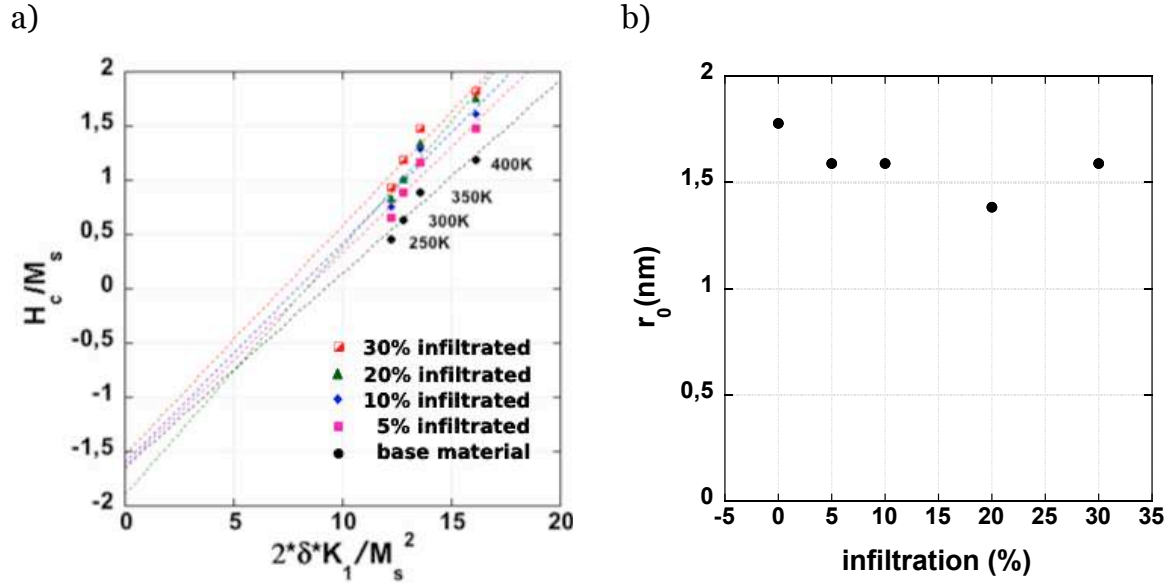 a)
2
1,5
1
0,5
0
-0,5
-1
-1,5
-2
H_c/M_s
400K
350K
300K
250K
30% infiltrated
20% infiltrated
10% infiltrated
5% infiltrated
base material
0 5 10 15 20
2*δ*K_1/M_s^2
b)
2
1,5
1
0,5
0
r_0(nm)
-5 0 5 10 15 20 25 30 35
infiltration (%)